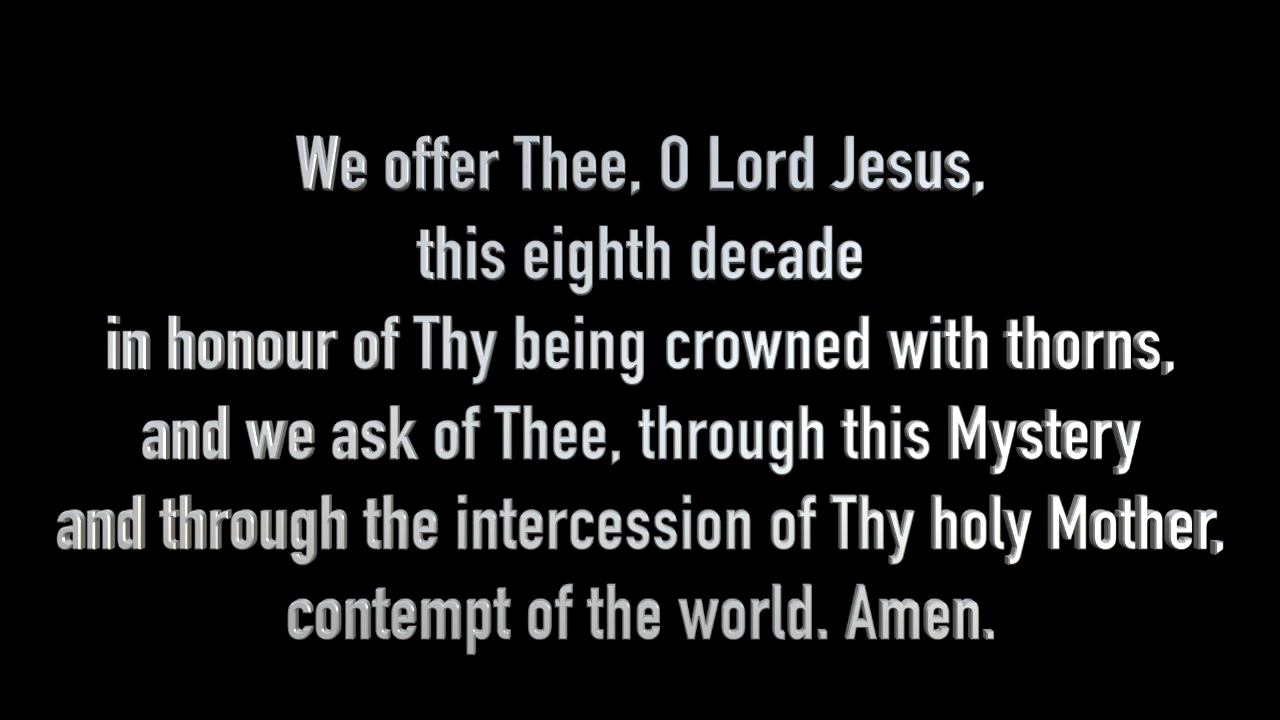 We offer Thee, O Lord Jesus,
this eighth decade
in honour of Thy being crowned with thorns,
and we ask of Thee, through this Mystery
and through the intercession of Thy holy Mother,
contempt of the world. Amen.